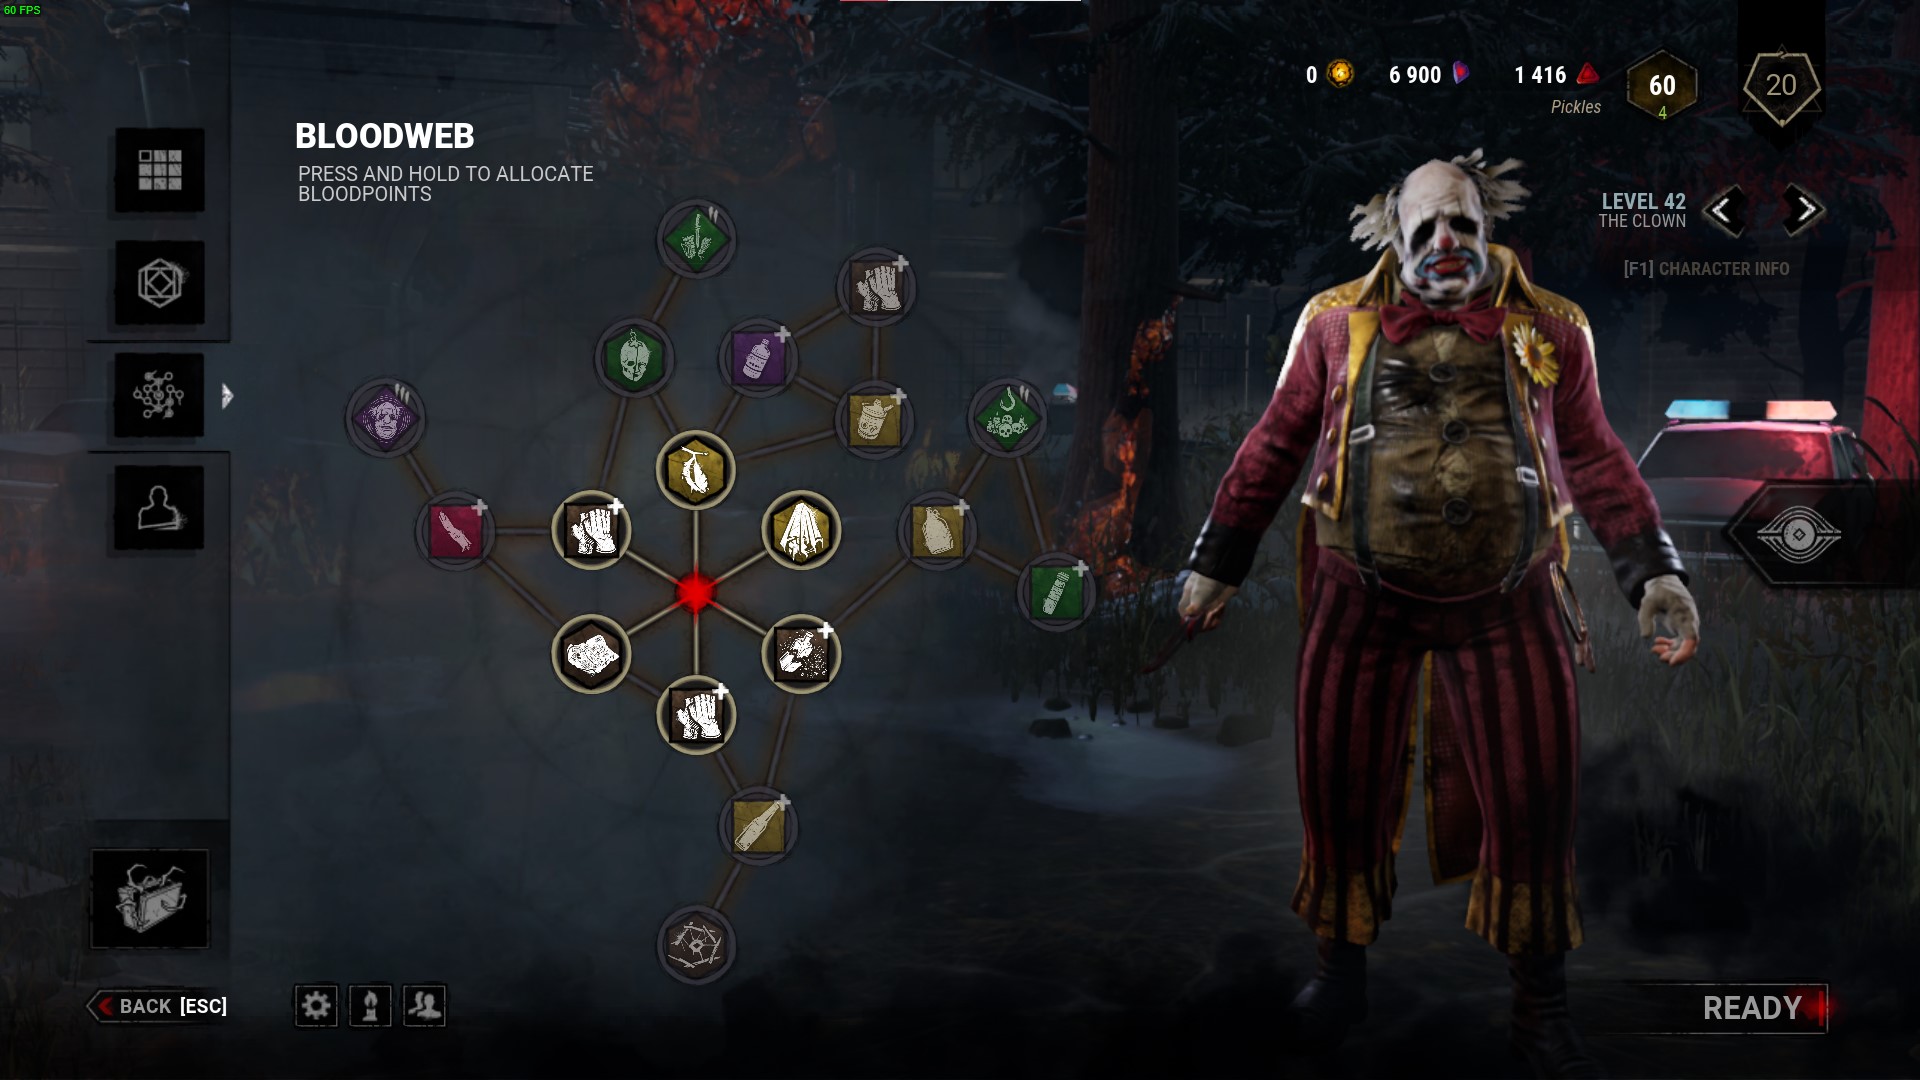 60 FPS
0
6 900
1 416
60
4
20
Pickles
BLOODWEB
PRESS AND HOLD TO ALLOCATE
BLOODPOINTS
LEVEL 42
THE CLOWN
[F1] CHARACTER INFO
BACK [ESC]
READY